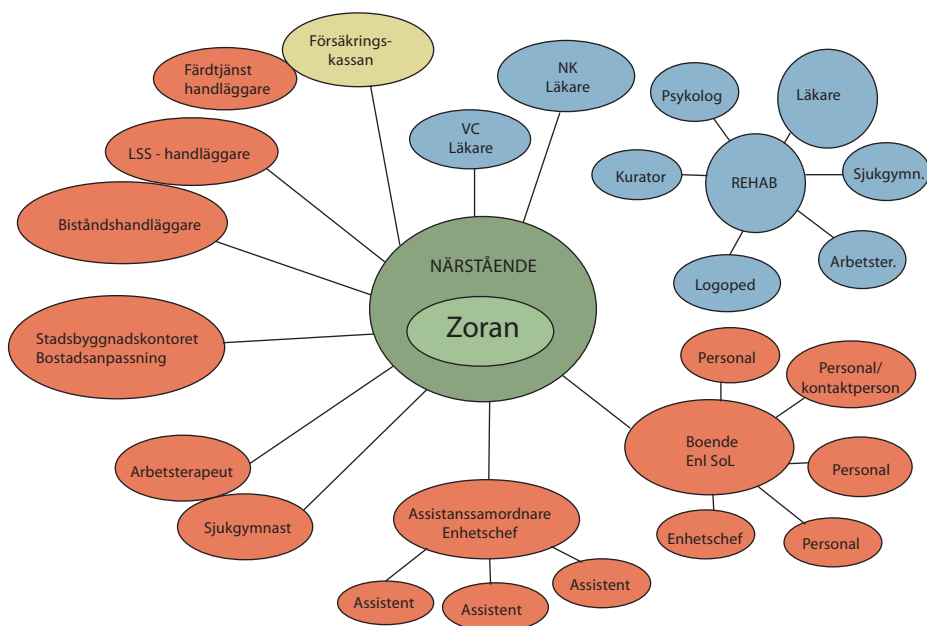 Försäkrings-
kassan
Färdtjänst
handläggare
NK
Läkare
Psykolog
Läkare
VC
Läkare
LSS - handläggare
Kurator
REHAB
Sjukgymn.
Biståndshandläggare
NÄRSTÅENDE
Arbetster.
Logoped
Zoran
Stadsbyggnadskontoret
Bostadsanpassning
Personal
Personal/
kontaktperson
Boende
Enl SoL
Personal
Arbetsterapeut
Sjukgymnast
Assistanssamordnare
Enhetschef
Enhetschef
Personal
Assistent
Assistent
Assistent